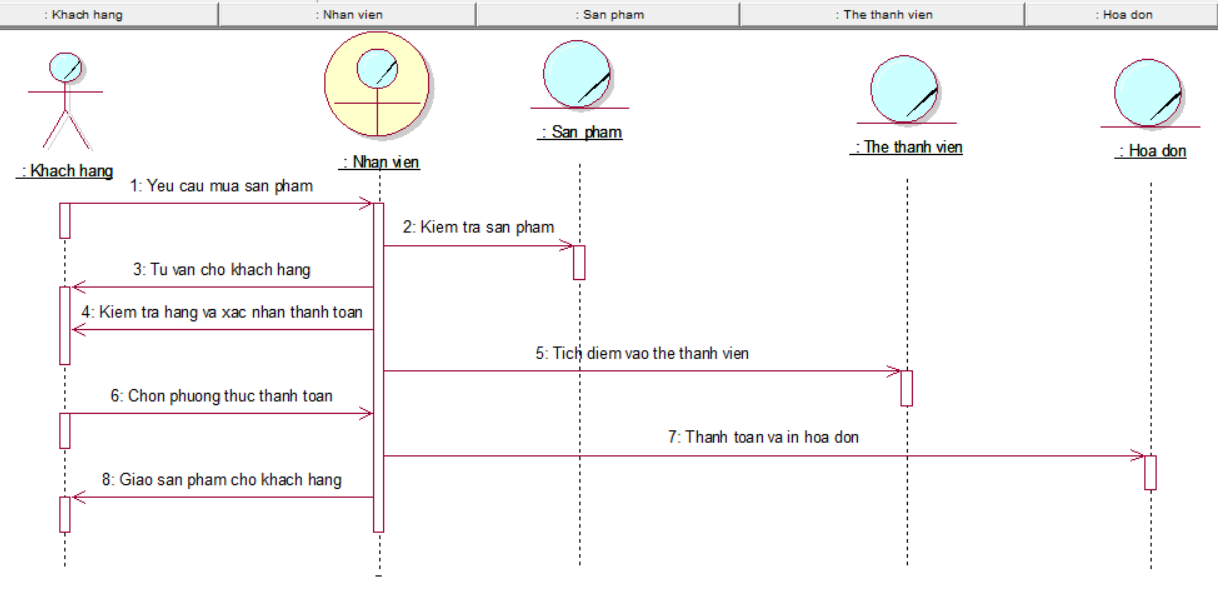 : Khach hang
: Nhan vien
: San pham
: The thanh vien
: Hoa don
: Khach hang
: Nhan vien
: San pham
: The thanh vien
: Hoa don
1: Yeu cau mua san pham
2: Kiem tra san pham
3: Tu van cho khach hang
4: Kiem tra hang va xac nhan thanh toan
5: Tich diem vao the thanh vien
6: Chon phuong thuc thanh toan
7: Thanh toan va in hoa don
8: Giao san pham cho khach hang